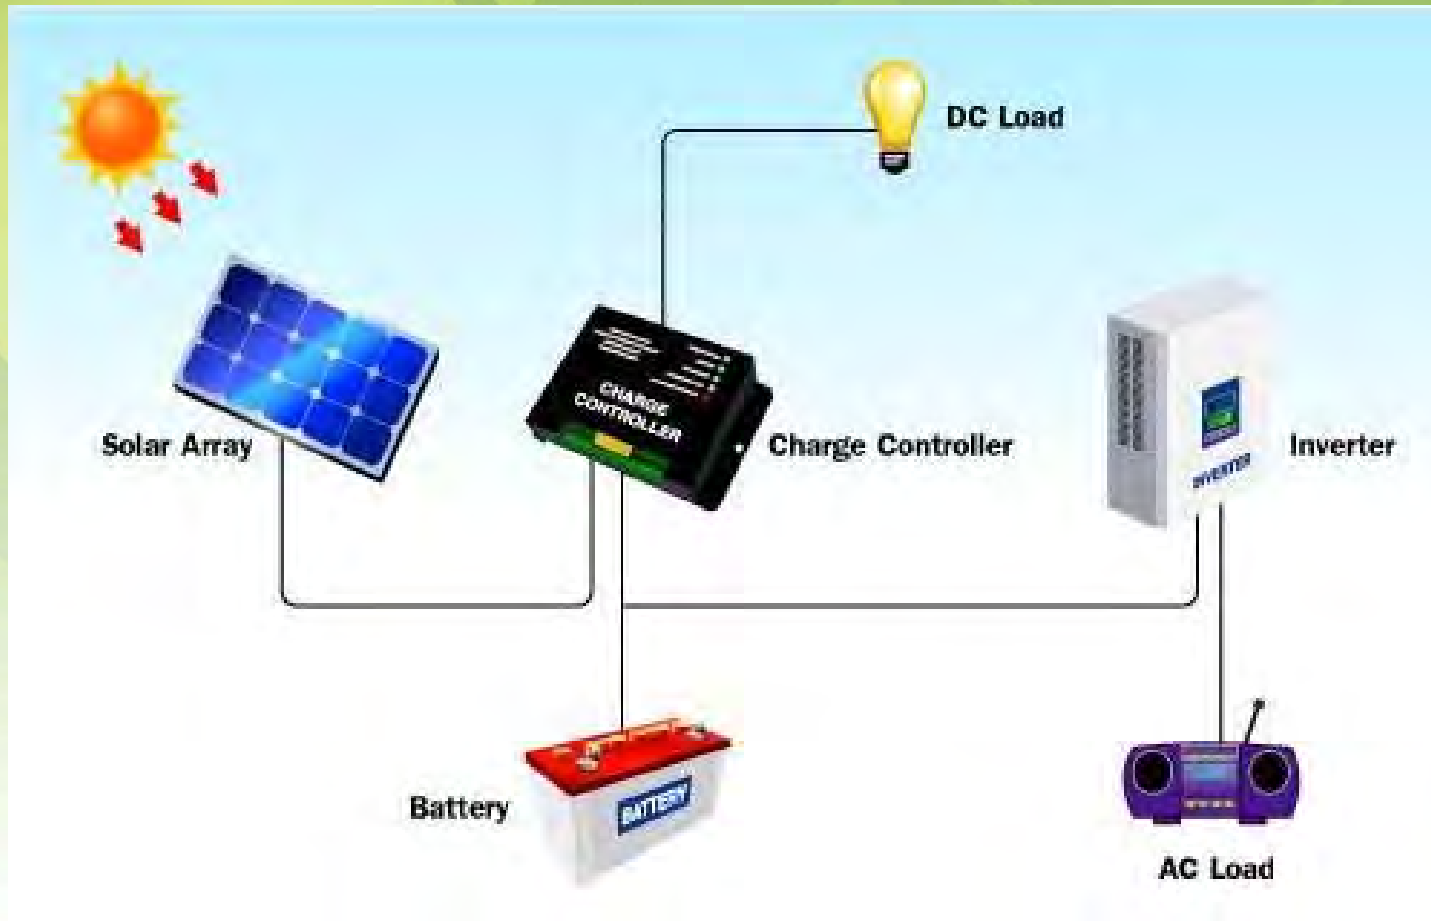 DC Load
CHARGE
CONTROLLER
Solar Array
Charge Controller
INVERTER
Inverter
BATTERY
Battery
AC Load